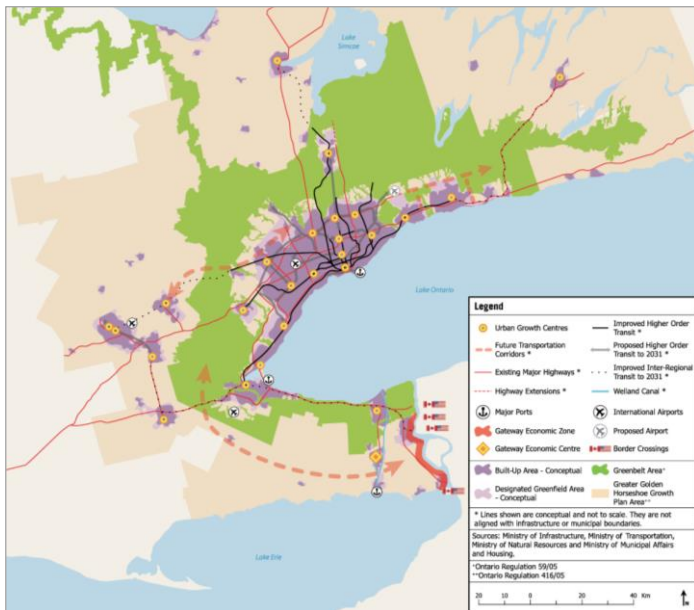 Lake
Simcoe
Lake Ontario
Lake Erie
Legend
Urban Growth Centres
Future Transportation
Corridors *
Existing Major Highways *
Highway Extensions *
Major Ports
Gateway Economic Zone
Gateway Economic Centre
Built-Up Area - Conceptual
Designated Greenfield Area -
Conceptual
Improved Higher Order
Transit *
Proposed Higher Order
Transit to 2031 *
Improved Inter-Regional
Transit to 2031 *
Welland Canal *
International Airports
Proposed Airport
Border Crossings
Greenbelt Area⁺
Greater Golden
Horseshoe Growth
Plan Area⁺⁺
* Lines shown are conceptual and not to scale. They are not
aligned with infrastructure or municipal boundaries.
Sources: Ministry of Infrastructure, Ministry of Transportation,
Ministry of Natural Resources and Ministry of Municipal Affairs
and Housing.
⁺Ontario Regulation 59/05
⁺⁺Ontario Regulation 416/05
20 10 0 20 40 Km